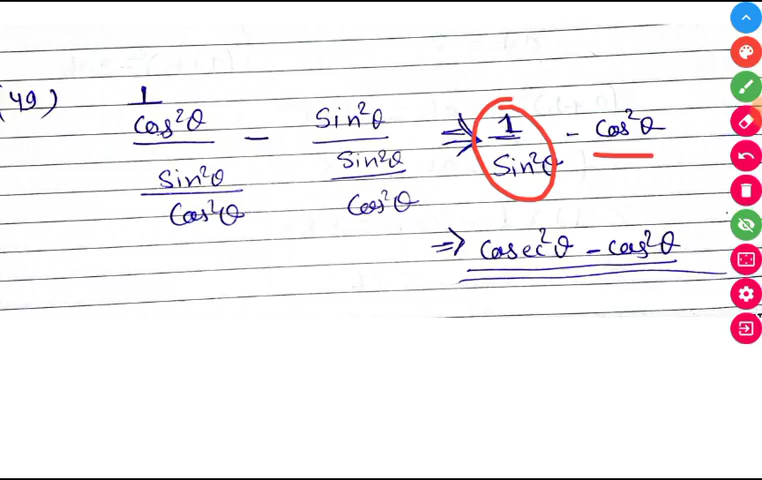 (49) 1
cos²θ — Sin²θ ⇒ 1 - cos²θ
Sin²θ Sin²θ Sin²θ
Cos²θ Cos²θ
⇒ cosec²θ - cos²θ